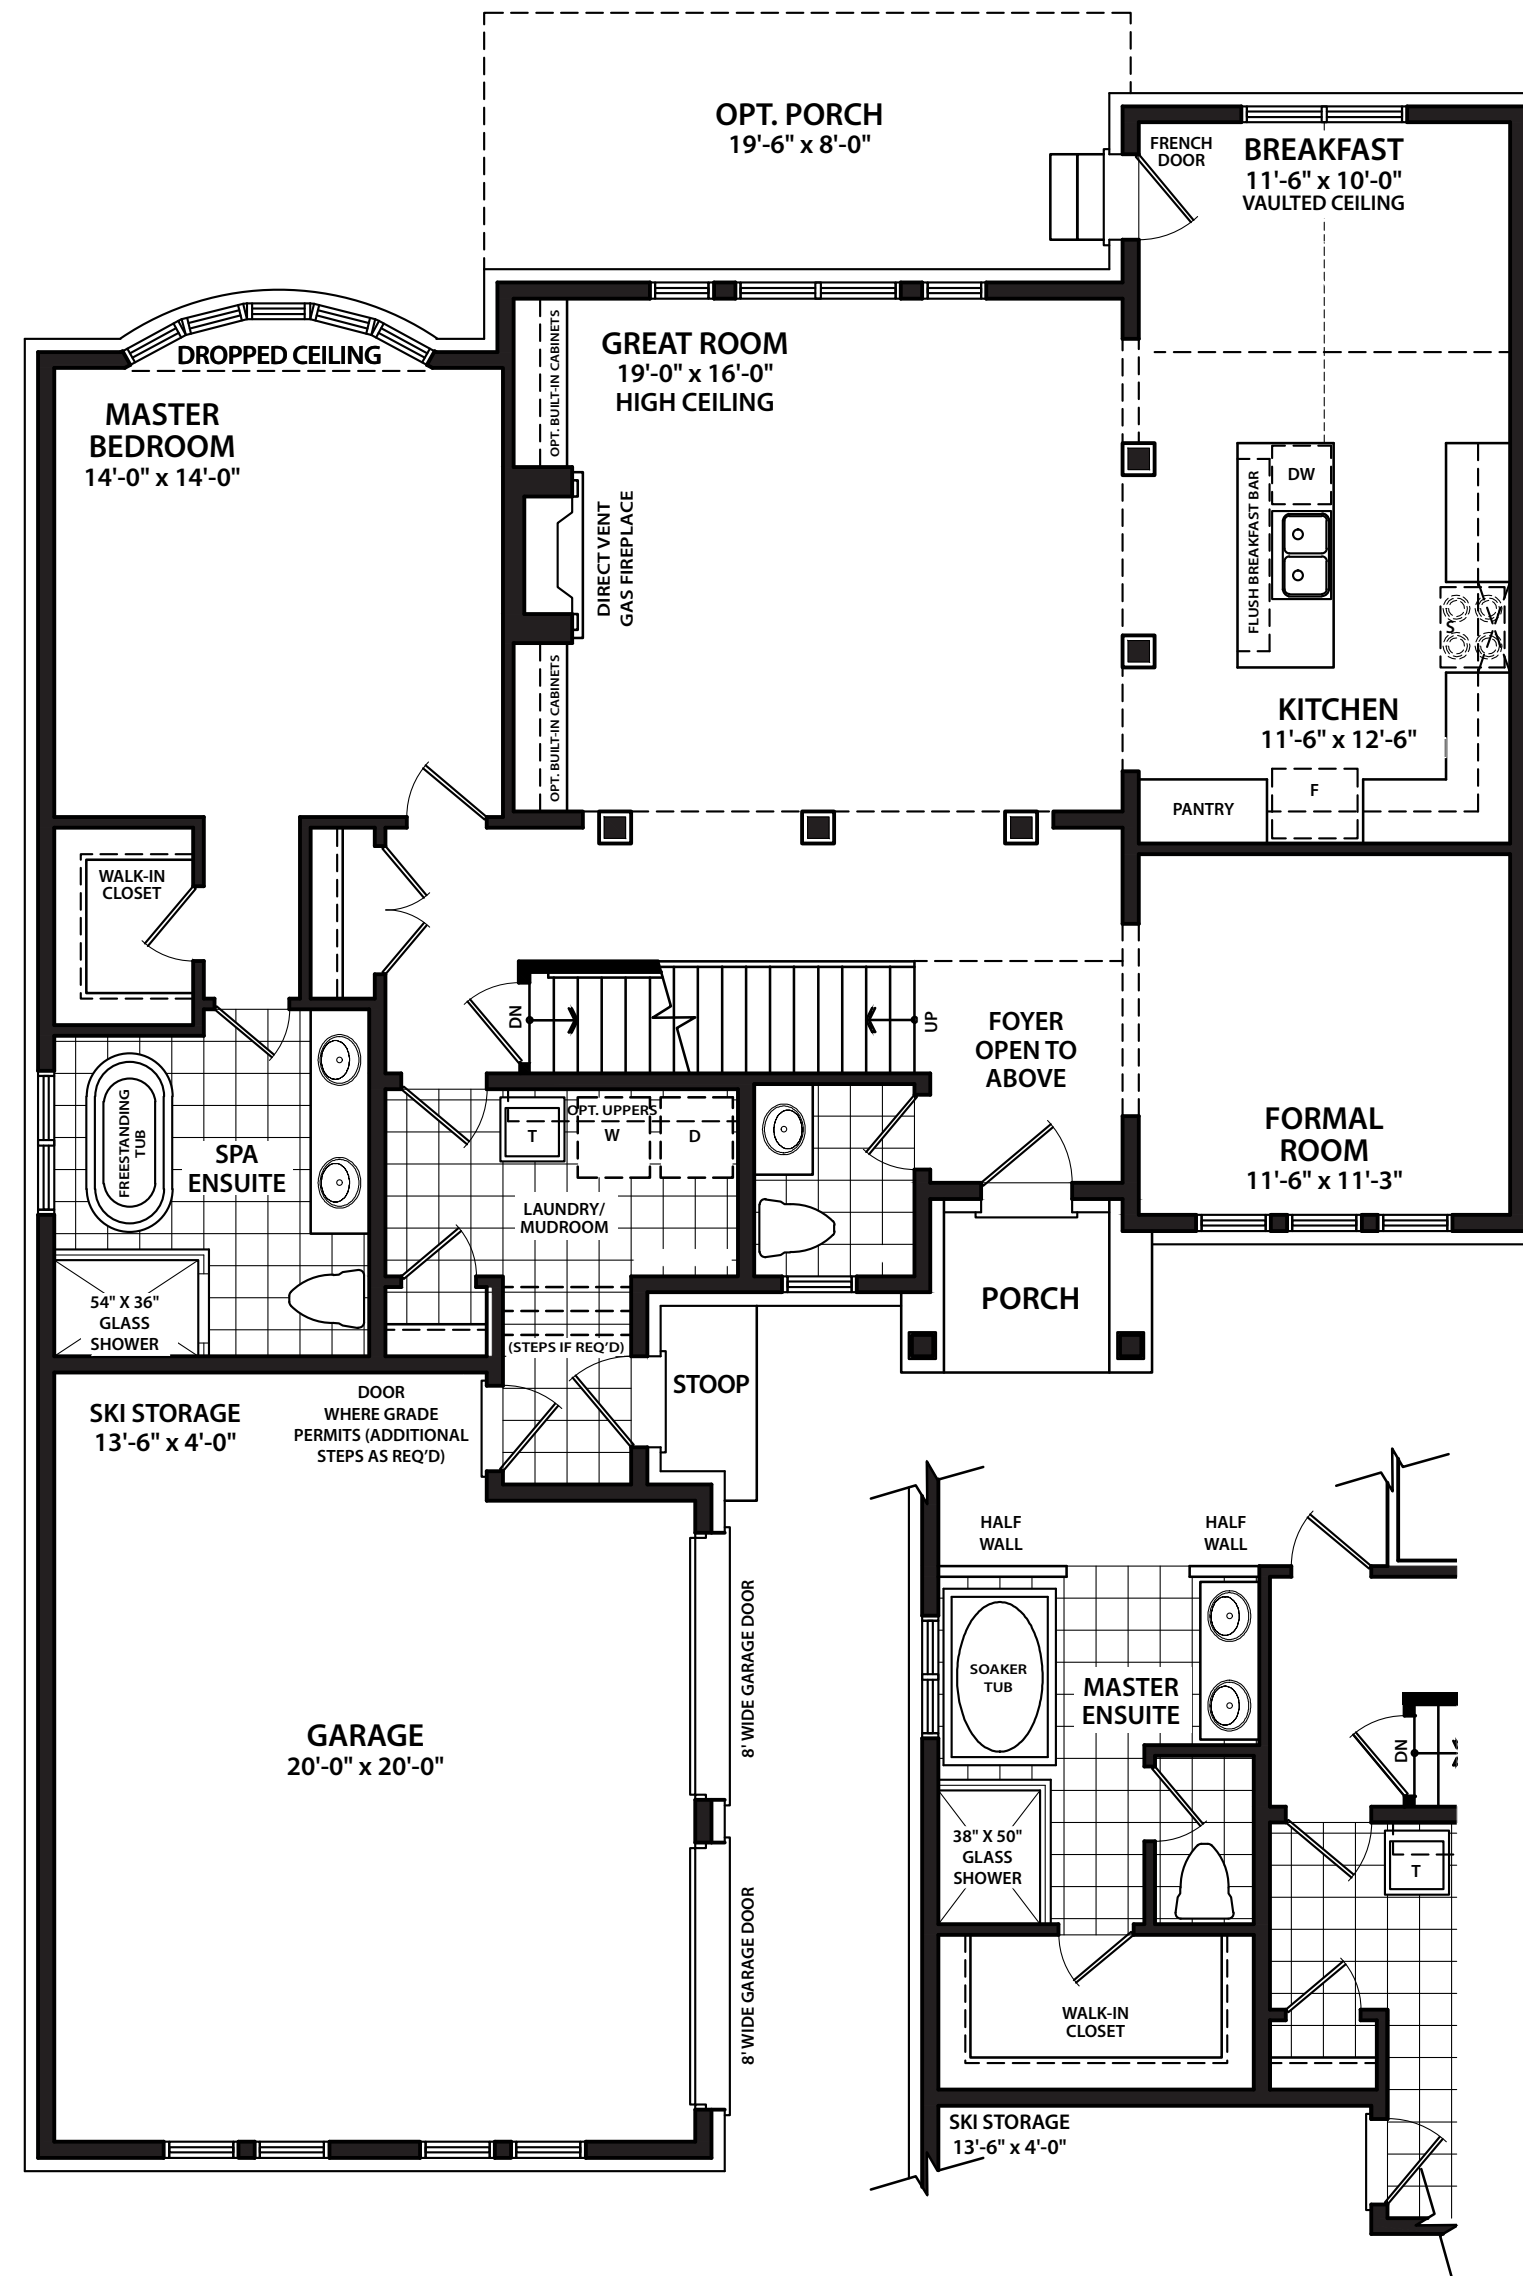 OPT. PORCH
19'-6" x 8'-0"
FRENCH
DOOR
BREAKFAST
11'-6" x 10'-0"
VAULTED CEILING
DROPPED CEILING
OPT. BUILT-IN CABINETS
GREAT ROOM
19'-0" x 16'-0"
HIGH CEILING
MASTER
BEDROOM
14'-0" x 14'-0"
DIRECT VENT
GAS FIREPLACE
FLUSH BREAKFAST BAR
DW
S
OPT. BUILT-IN CABINETS
KITCHEN
11'-6" x 12'-6"
PANTRY
F
WALK-IN
CLOSET
DN
UP
FOYER
OPEN TO
ABOVE
FREESTANDING
TUB
SPA
ENSUITE
OPT. UPPERS
T
W
D
FORMAL
ROOM
11'-6" x 11'-3"
LAUNDRY/
MUDROOM
54" X 36"
GLASS
SHOWER
PORCH
(STEPS IF REQ'D)
STOOP
SKI STORAGE
13'-6" x 4'-0"
DOOR
WHERE GRADE
PERMITS (ADDITIONAL
STEPS AS REQ'D)
8' WIDE GARAGE DOOR
GARAGE
20'-0" x 20'-0"
8' WIDE GARAGE DOOR
HALF
WALL
HALF
WALL
SOAKER
TUB
MASTER
ENSUITE
DN
38" X 50"
GLASS
SHOWER
T
WALK-IN
CLOSET
SKI STORAGE
13'-6" x 4'-0"